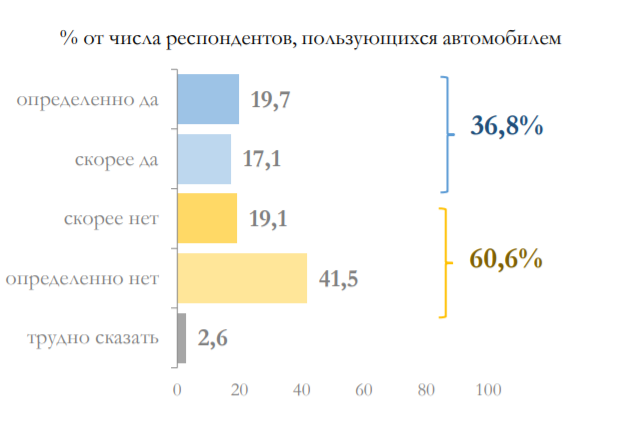 % от числа респондентов, пользующихся автомобилем
определенно да 19,7
36,8%
скорее да 17,1
скорее нет 19,1
60,6%
определенно нет 41,5
трудно сказать 2,6
0 20 40 60 80 100